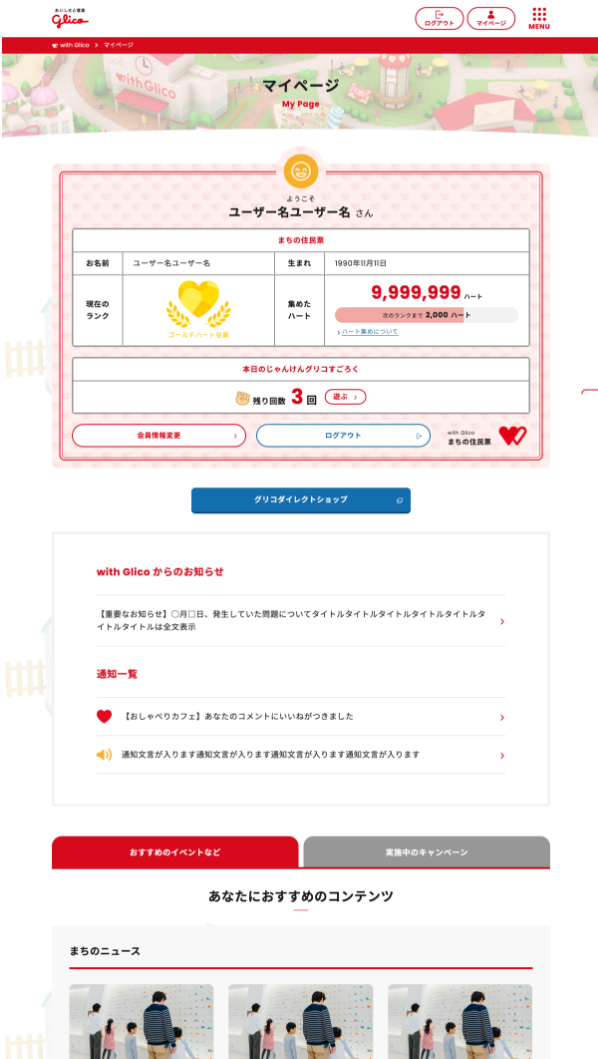 おいしさと健康
Glico
ログアウト
マイページ
MENU
with Glico > マイページ
with Glico
マイページ
My Page
ようこそ
ユーザー名ユーザー名 さん
まちの住民票
お名前 ユーザー名ユーザー名 生まれ 1990年11月11日
現在の
ランク
ゴールドハート会員
集めた
ハート
9,999,999 ハート
次のランクまで 2,000 ハート
ハート集めについて
本日のじゃんけんグリコすごろく
残り回数 3 回 遊ぶ
会員情報変更
ログアウト
with Glico
まちの住民票
グリコダイレクトショップ
with Glico からのお知らせ
【重要なお知らせ】〇月□日、発生していた問題についてタイトルタイトルタイトルタイトルタイトルタ
イトルタイトルは全文表示
通知一覧
【おしゃべりカフェ】あなたのコメントにいいねがつきました
通知文言が入ります通知文言が入ります通知文言が入ります通知文言が入ります
おすすめのイベントなど
実施中のキャンペーン
あなたにおすすめのコンテンツ
まちのニュース